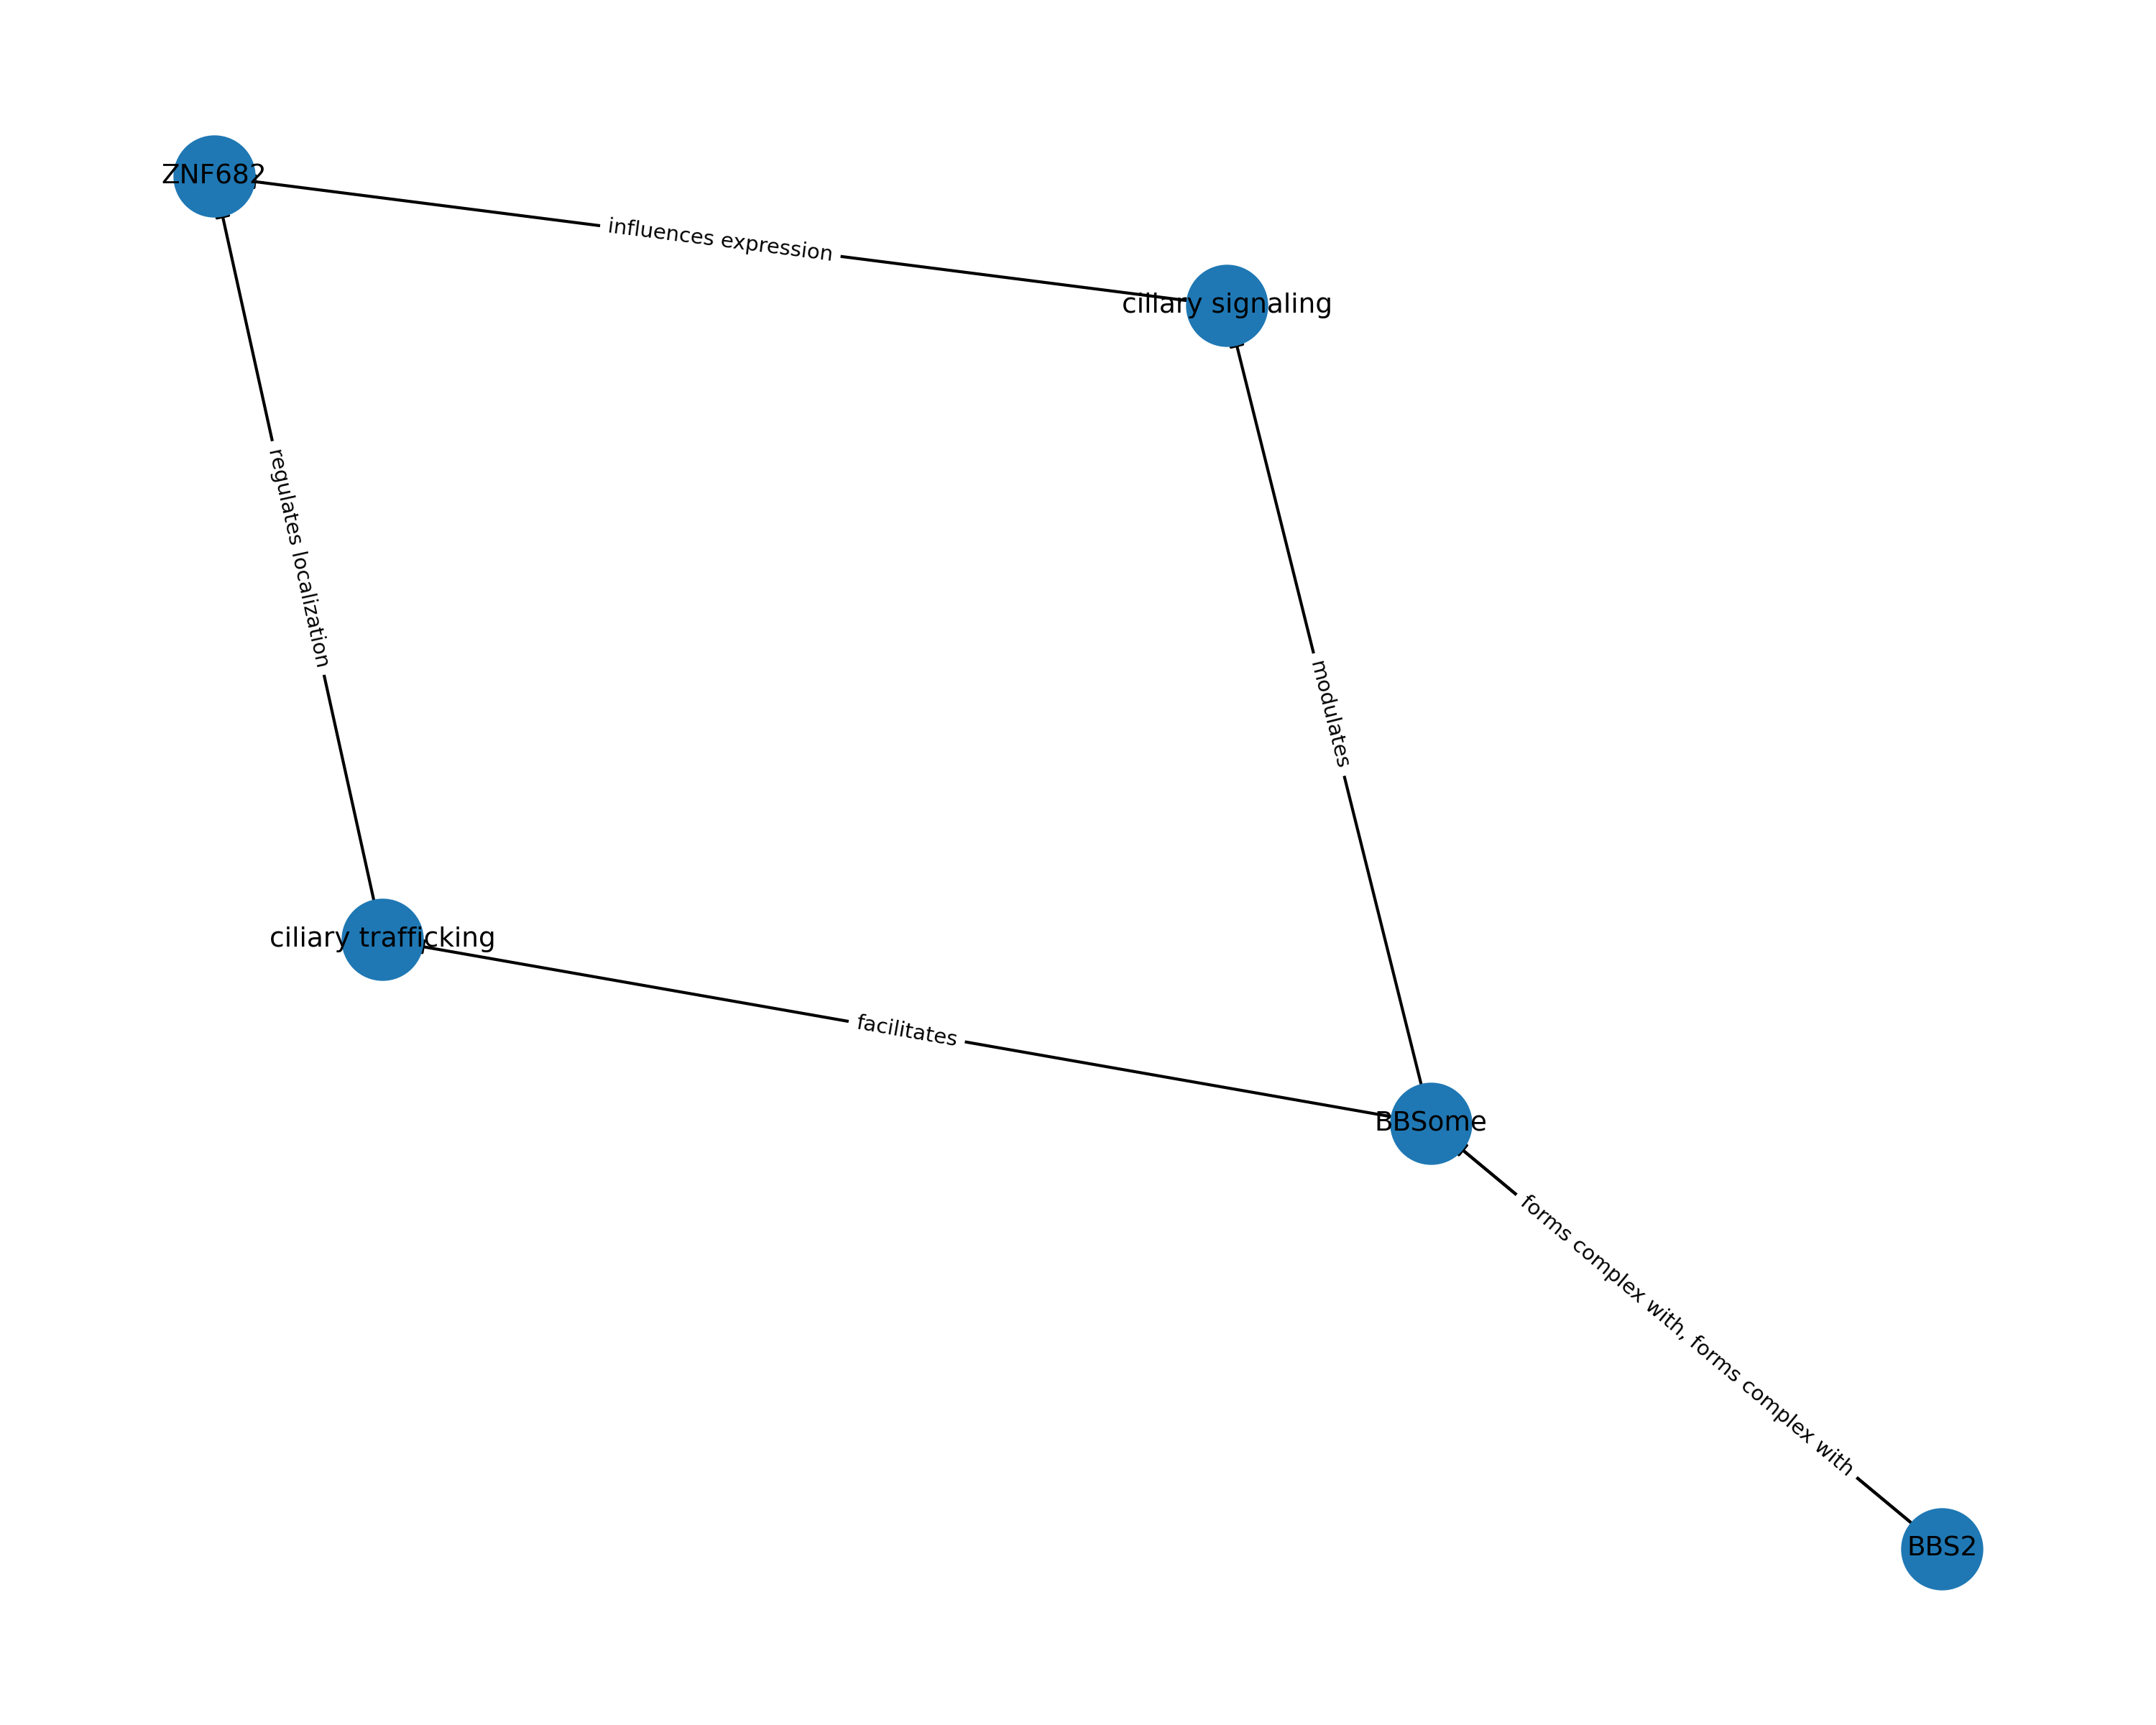 ZNF682
influences expression
ciliary signaling
regulates localization
modulates
ciliary trafficking
facilitates
BBSome
forms complex with, forms complex with
BBS2